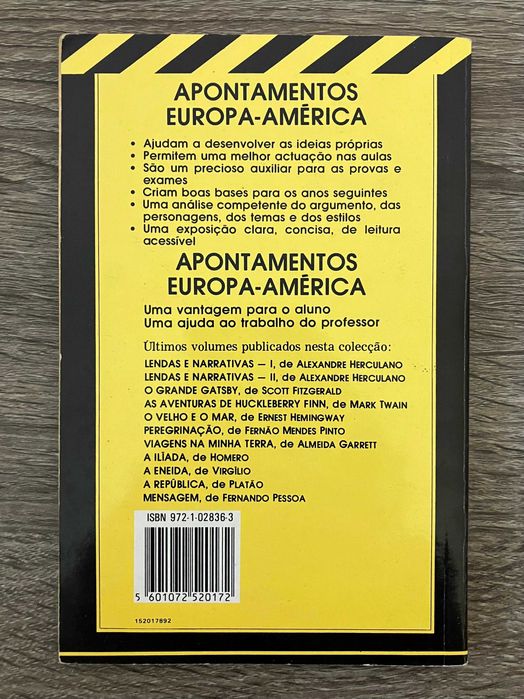 APONTAMENTOS
EUROPA-AMÉRICA
• Ajudam a desenvolver as ideias próprias
• Permitem uma melhor actuação nas aulas
• São um precioso auxiliar para as provas e
exames
• Criam boas bases para os anos seguintes
• Uma análise competente do argumento, das
personagens, dos temas e dos estilos
• Uma exposição clara, concisa, de leitura
acessível
APONTAMENTOS
EUROPA-AMÉRICA
Uma vantagem para o aluno
Uma ajuda ao trabalho do professor
Últimos volumes publicados nesta colecção:
LENDAS E NARRATIVAS — I, de ALEXANDRE HERCULANO
LENDAS E NARRATIVAS — II, de ALEXANDRE HERCULANO
O GRANDE GATSBY, de SCOTT FITZGERALD
AS AVENTURAS DE HUCKLEBERRY FINN, de MARK TWAIN
O VELHO E O MAR, de ERNEST HEMINGWAY
PEREGRINAÇÃO, de FERNÃO MENDES PINTO
VIAGENS NA MINHA TERRA, de ALMEIDA GARRETT
A ILÍADA, de HOMERO
A ENEIDA, de VIRGÍLIO
A REPÚBLICA, de PLATÃO
MENSAGEM, de FERNANDO PESSOA
ISBN 972-1-02836-3
5 601072 520172
152017892